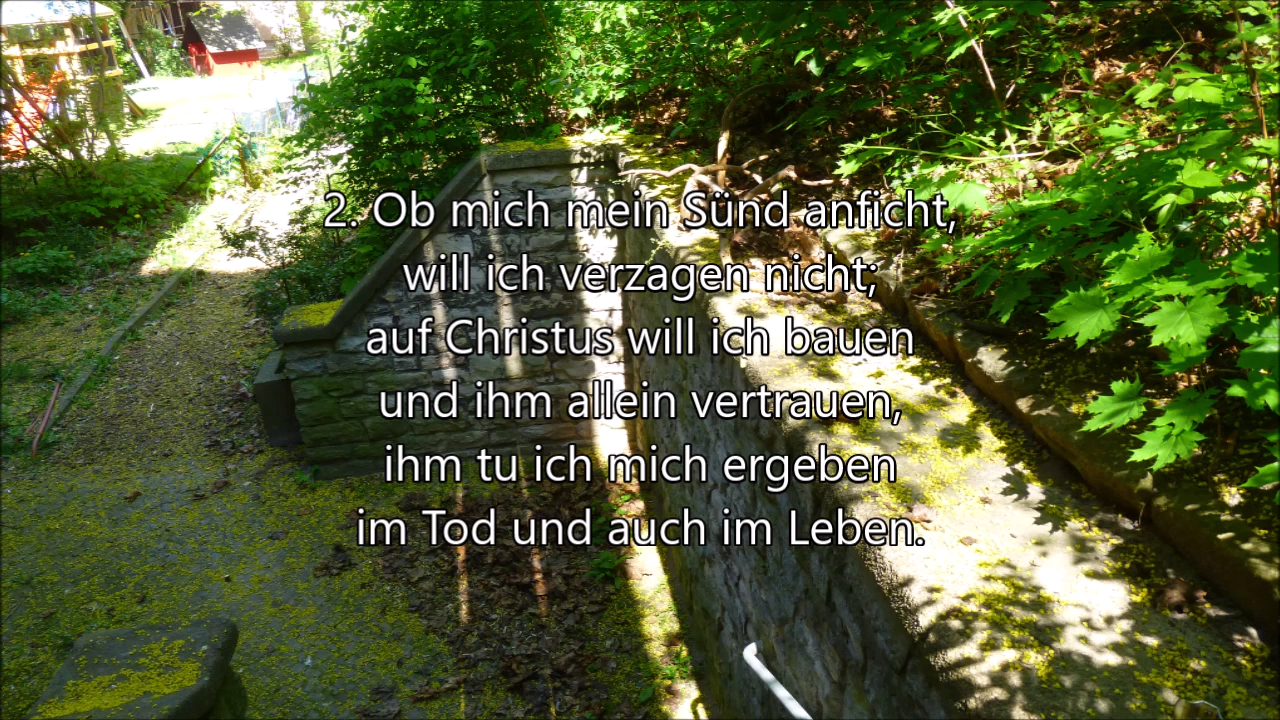 2. Ob mich mein Sünd anficht,
will ich verzagen nicht;
auf Christus will ich bauen
und ihm allein vertrauen,
ihm tu ich mich ergeben
im Tod und auch im Leben.